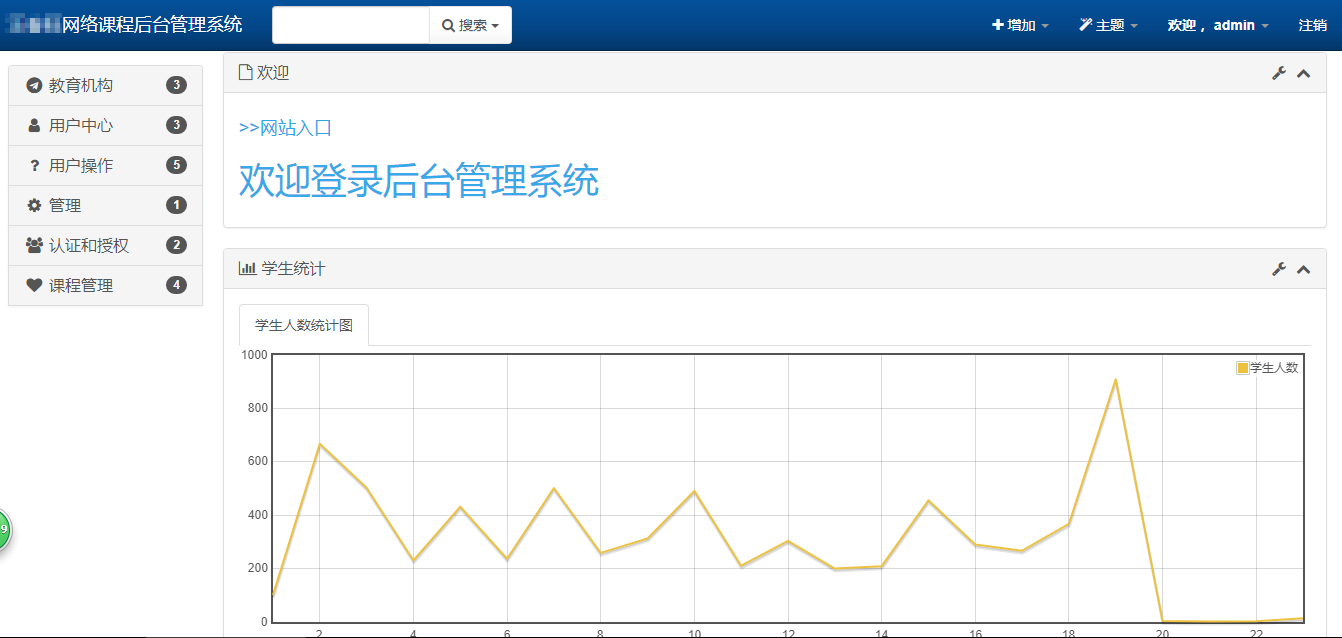 网络课程后台管理系统
搜索
增加
主题
欢迎，admin
注销
教育机构 3
用户中心 3
用户操作 5
管理 1
认证和授权 2
课程管理 4
欢迎
>>网站入口
欢迎登录后台管理系统
学生统计
学生人数统计图
学生人数
1000
800
600
400
200
0
2 4 6 8 10 12 14 16 18 20 22
9